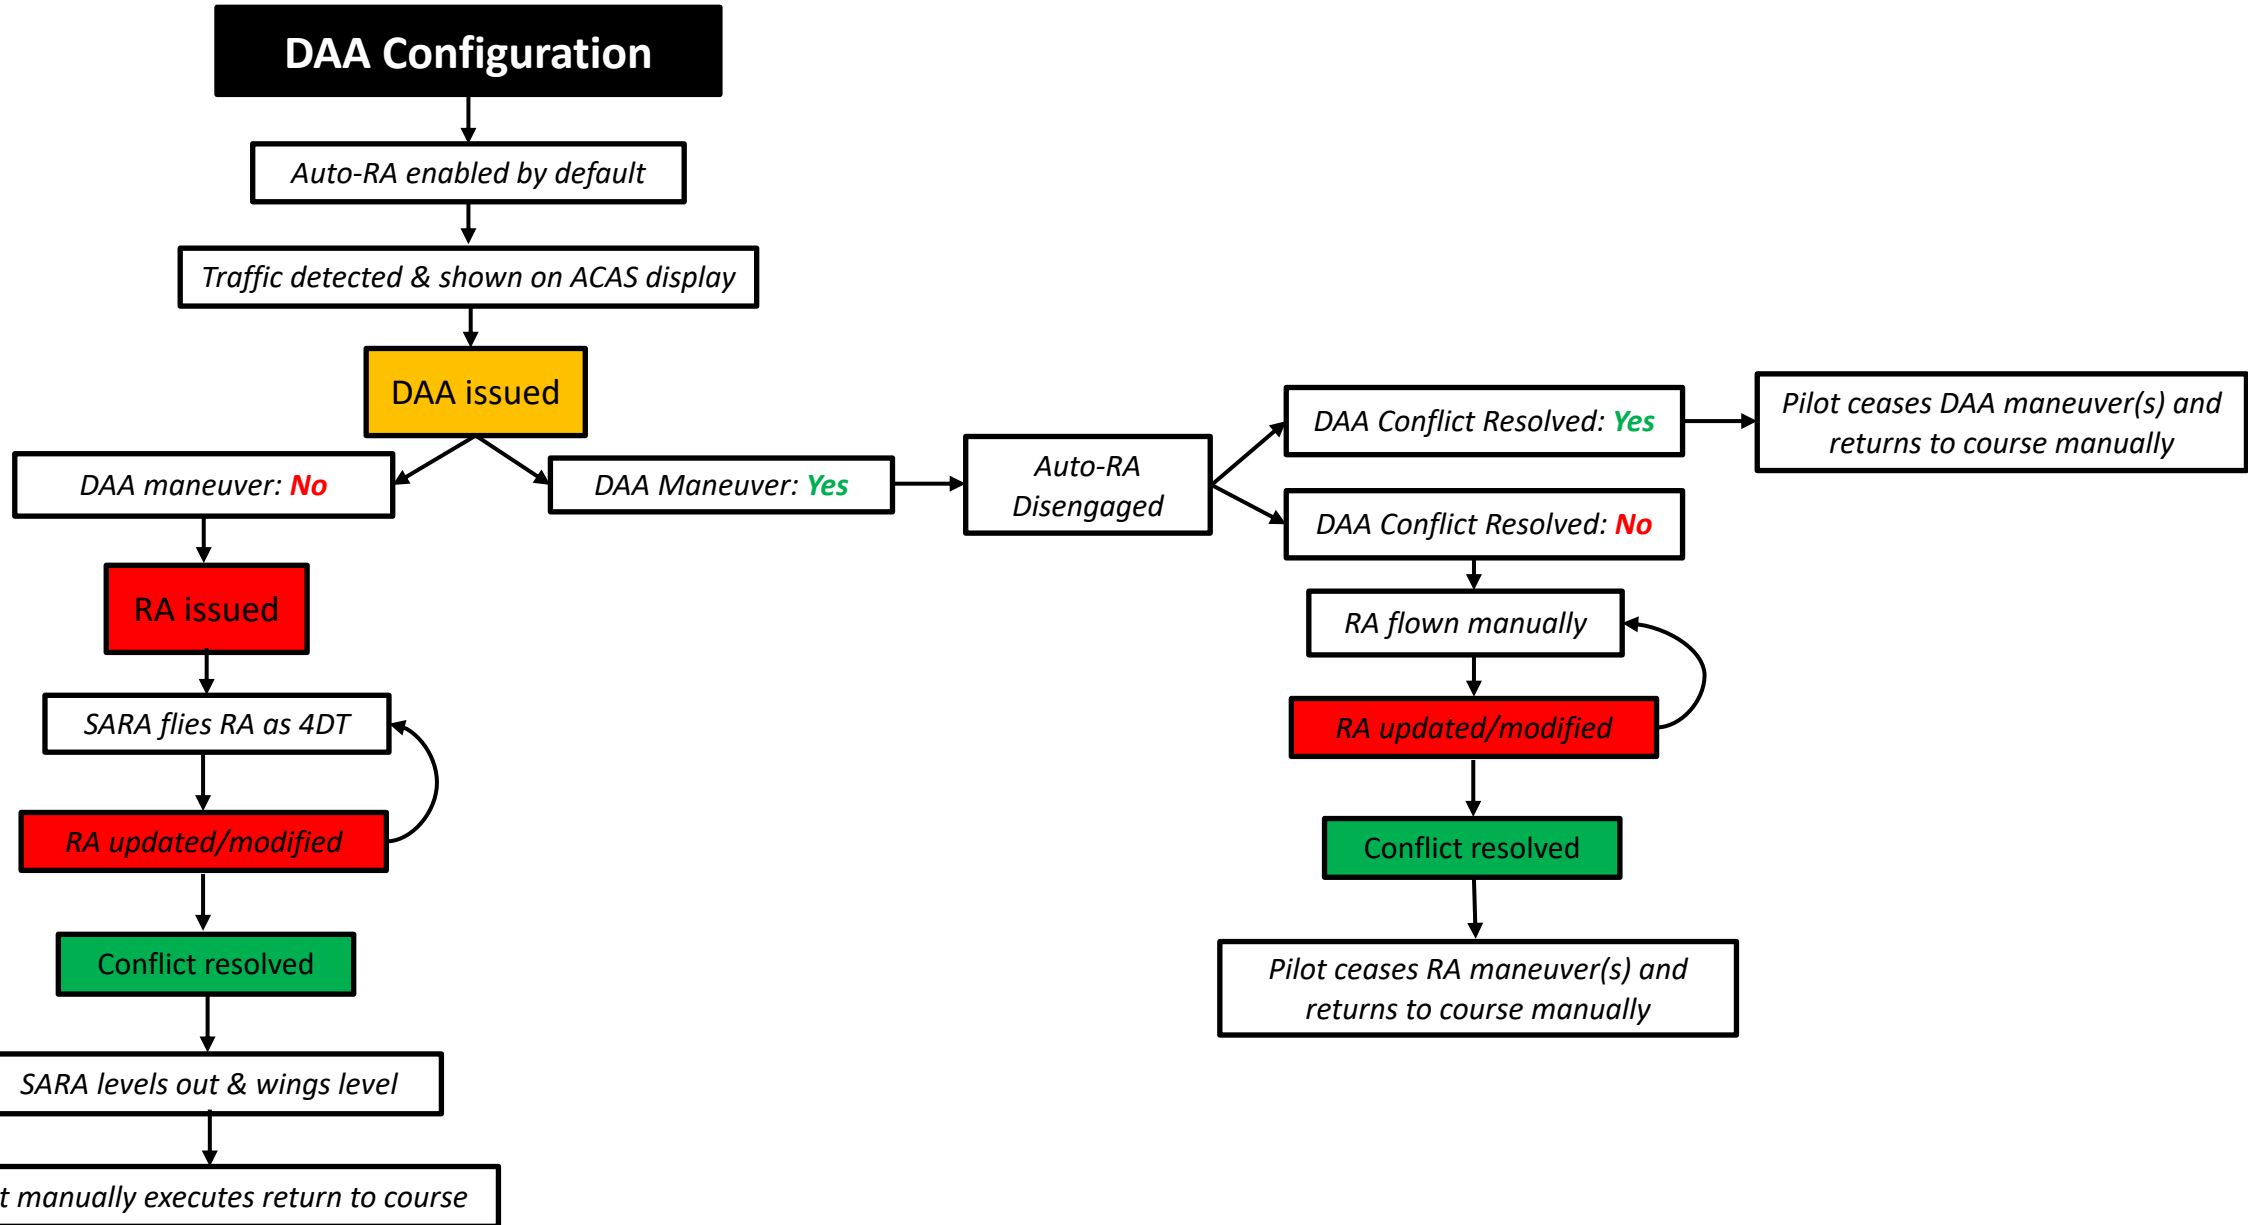 DAA Configuration
Auto-RA enabled by default
Traffic detected & shown on ACAS display
DAA issued
DAA maneuver: No
DAA Maneuver: Yes
Auto-RA
Disengaged
DAA Conflict Resolved: Yes
Pilot ceases DAA maneuver(s) and
returns to course manually
DAA Conflict Resolved: No
RA issued
RA flown manually
SARA flies RA as 4DT
RA updated/modified
RA updated/modified
Conflict resolved
Conflict resolved
Pilot ceases RA maneuver(s) and
returns to course manually
SARA levels out & wings level
manually executes return to course